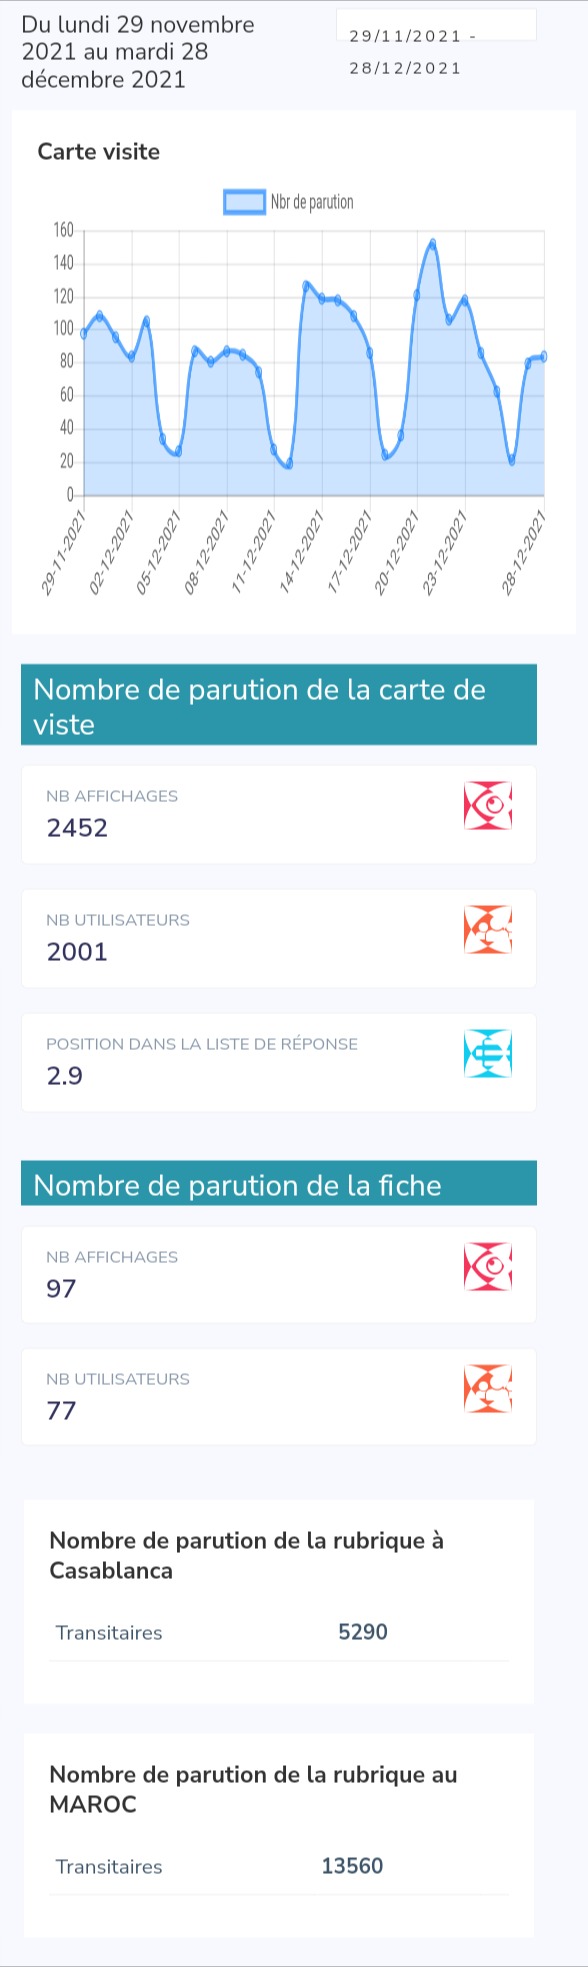 Du lundi 29 novembre
2021 au mardi 28
décembre 2021
29/11/2021 -
28/12/2021
Carte visite
Nbr de parution
160
140
120
100
80
60
40
20
0
29-11-2021
02-12-2021
05-12-2021
08-12-2021
11-12-2021
14-12-2021
17-12-2021
20-12-2021
23-12-2021
28-12-2021
Nombre de parution de la carte de
viste
NB AFFICHAGES
2452
NB UTILISATEURS
2001
POSITION DANS LA LISTE DE RÉPONSE
2.9
Nombre de parution de la fiche
NB AFFICHAGES
97
NB UTILISATEURS
77
Nombre de parution de la rubrique à
Casablanca
Transitaires 5290
Nombre de parution de la rubrique au
MAROC
Transitaires 13560